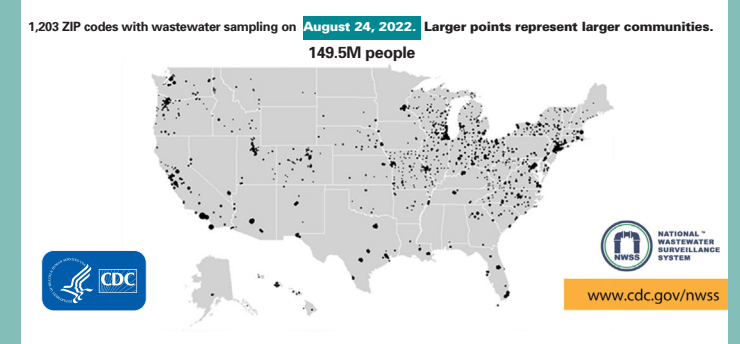 1,203 ZIP codes with wastewater sampling on August 24, 2022. Larger points represent larger communities.
149.5M people
CDC
NWSS
NATIONAL ™
WASTEWATER
SURVEILLANCE
SYSTEM
www.cdc.gov/nwss